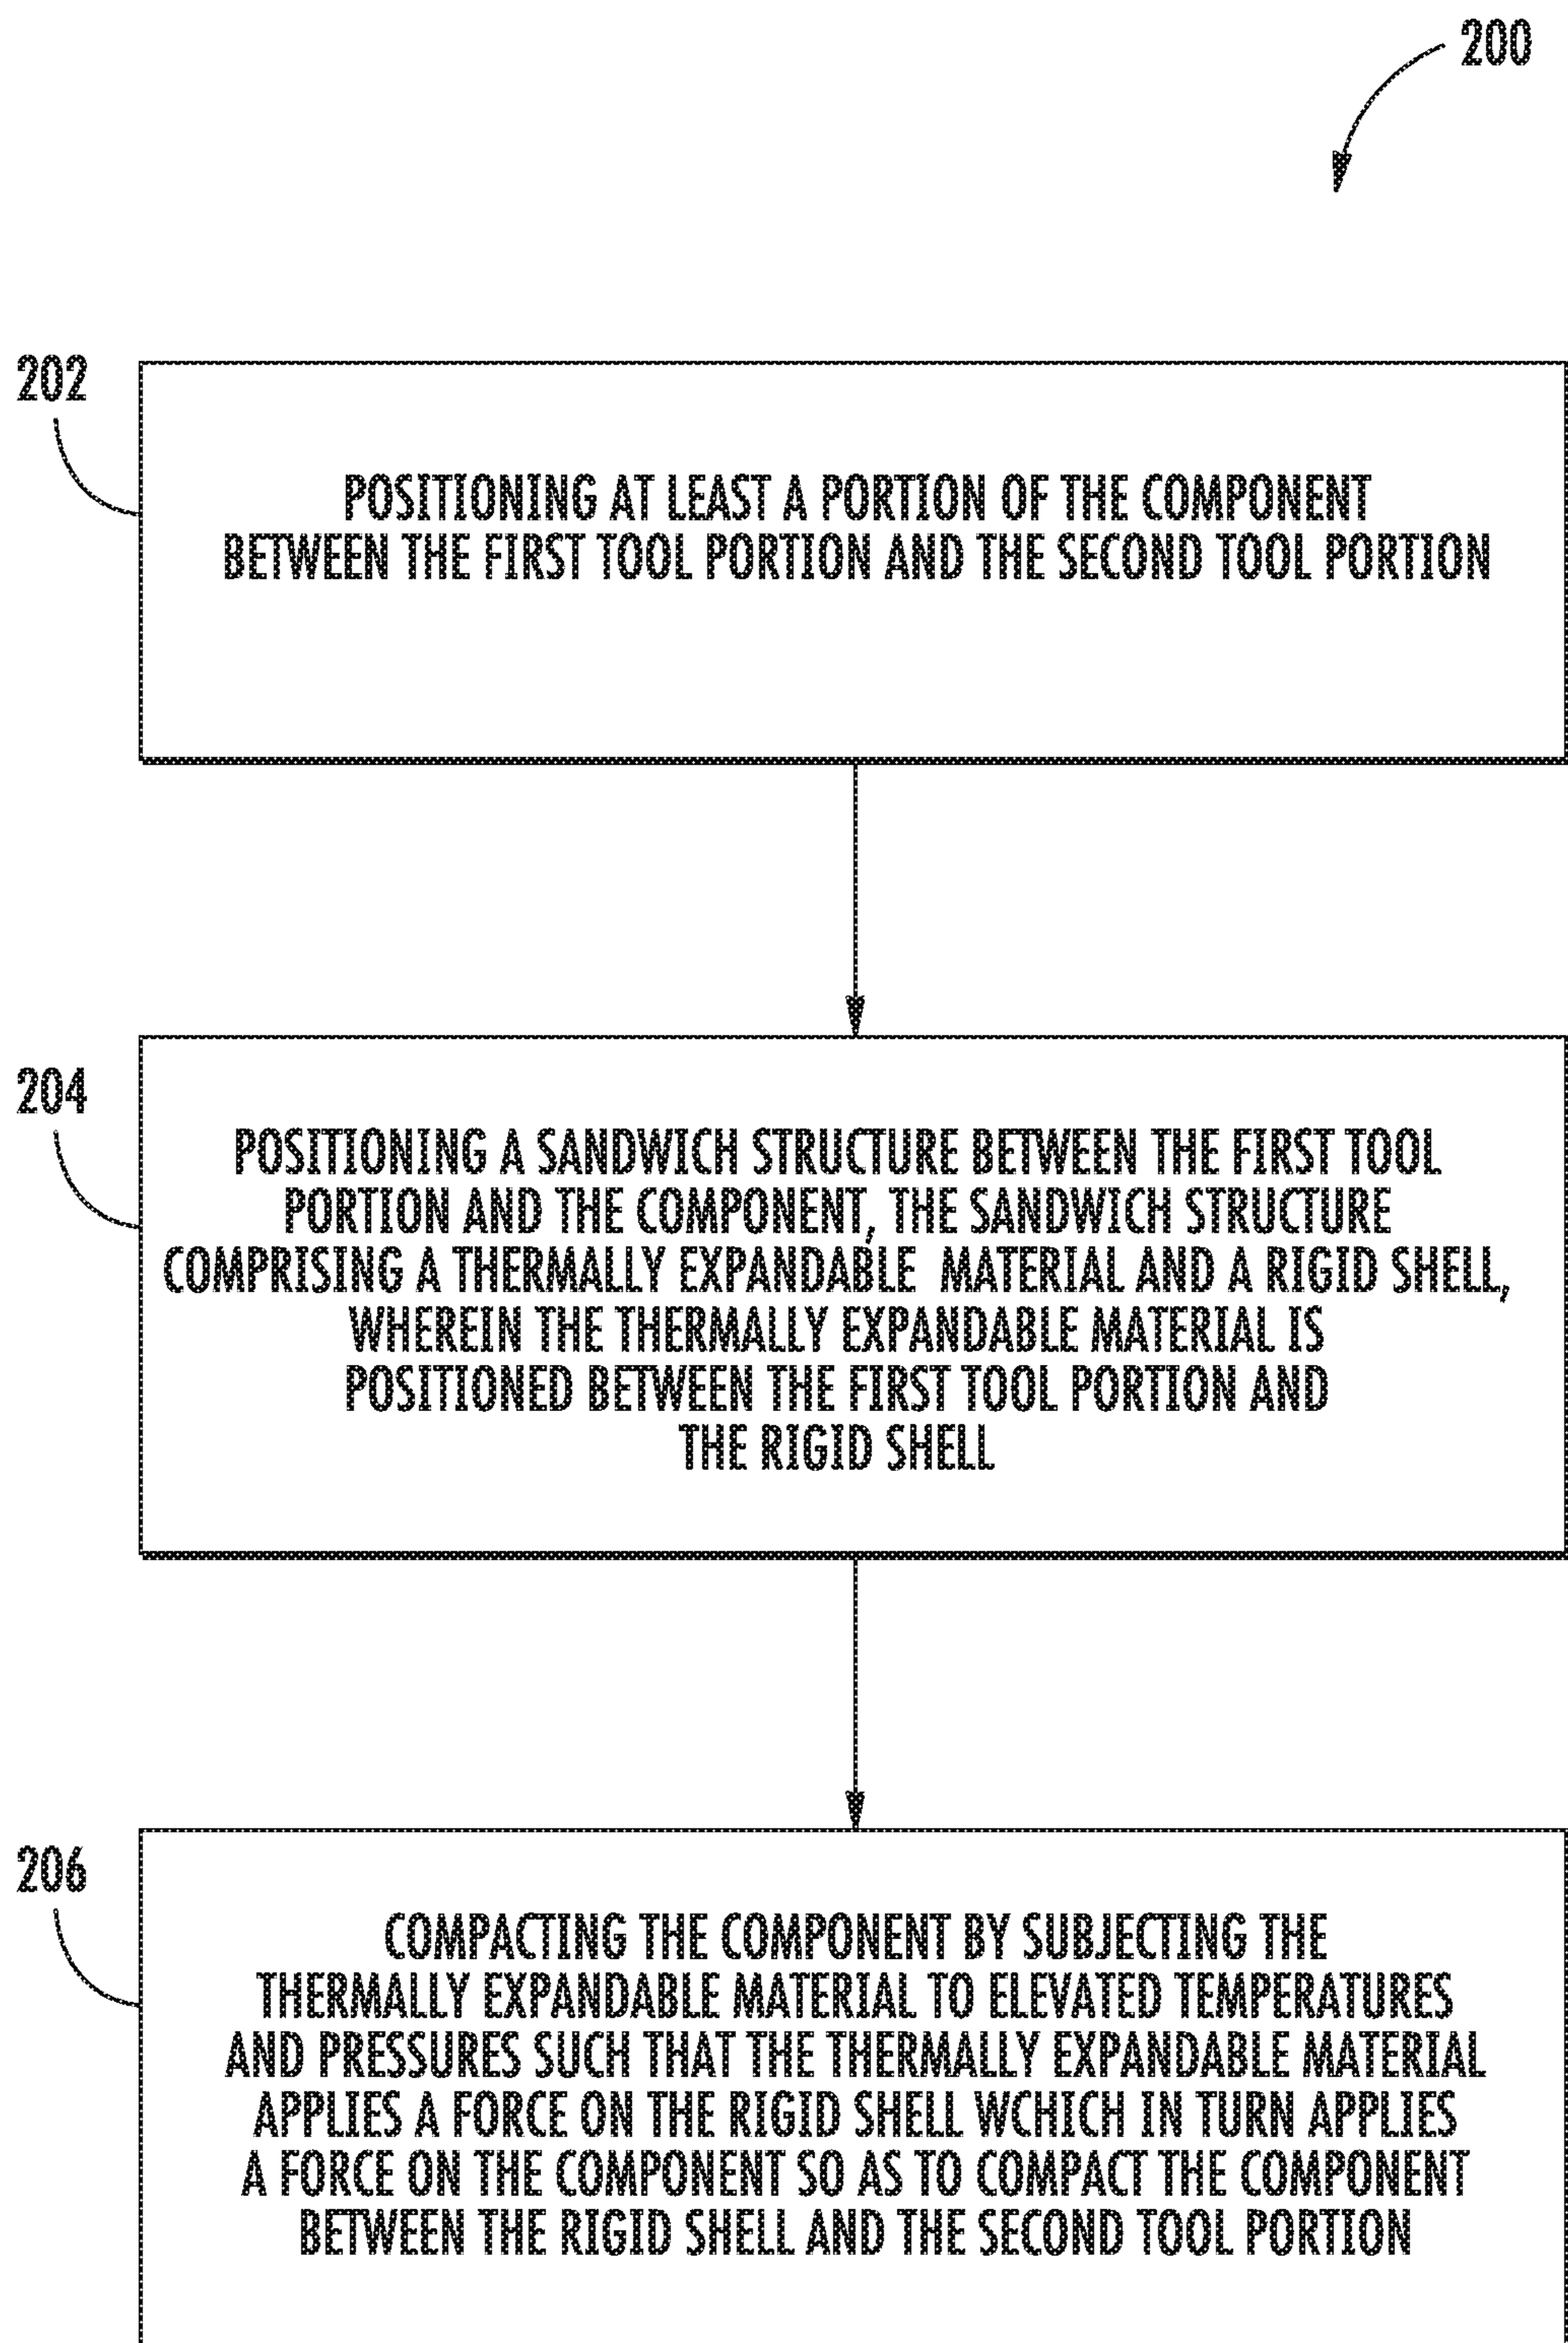 200
202
POSITIONING AT LEAST A PORTION OF THE COMPONENT
BETWEEN THE FIRST TOOL PORTION AND THE SECOND TOOL PORTION
204
POSITIONING A SANDWICH STRUCTURE BETWEEN THE FIRST TOOL
PORTION AND THE COMPONENT, THE SANDWICH STRUCTURE
COMPRISING A THERMALLY EXPANDABLE MATERIAL AND A RIGID SHELL,
WHEREIN THE THERMALLY EXPANDABLE MATERIAL IS
POSITIONED BETWEEN THE FIRST TOOL PORTION AND
THE RIGID SHELL
206
COMPACTING THE COMPONENT BY SUBJECTING THE
THERMALLY EXPANDABLE MATERIAL TO ELEVATED TEMPERATURES
AND PRESSURES SUCH THAT THE THERMALLY EXPANDABLE MATERIAL
APPLIES A FORCE ON THE RIGID SHELL WCHICH IN TURN APPLIES
A FORCE ON THE COMPONENT SO AS TO COMPACT THE COMPONENT
BETWEEN THE RIGID SHELL AND THE SECOND TOOL PORTION